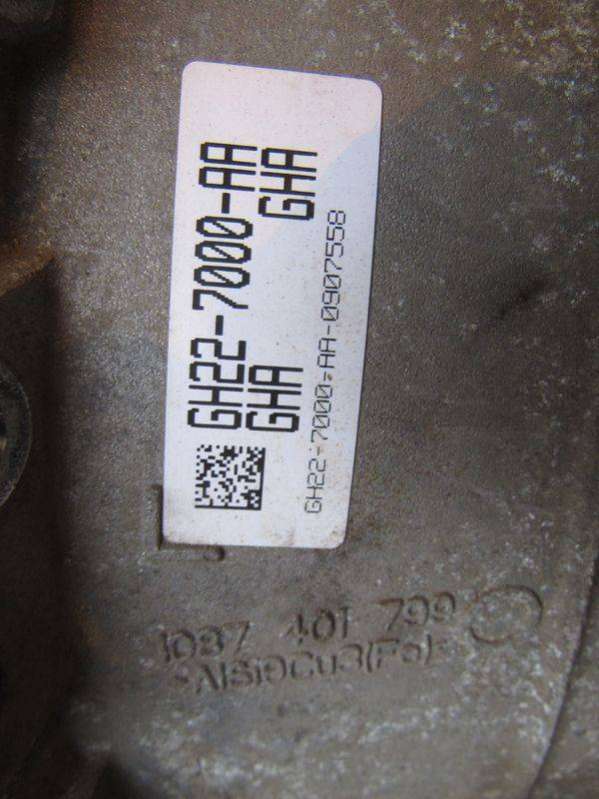 GH22-7000-AA
GHA GHA
GH22-7000-AA-0907558
1087 401 799
AlSi9Cu3(Fe)